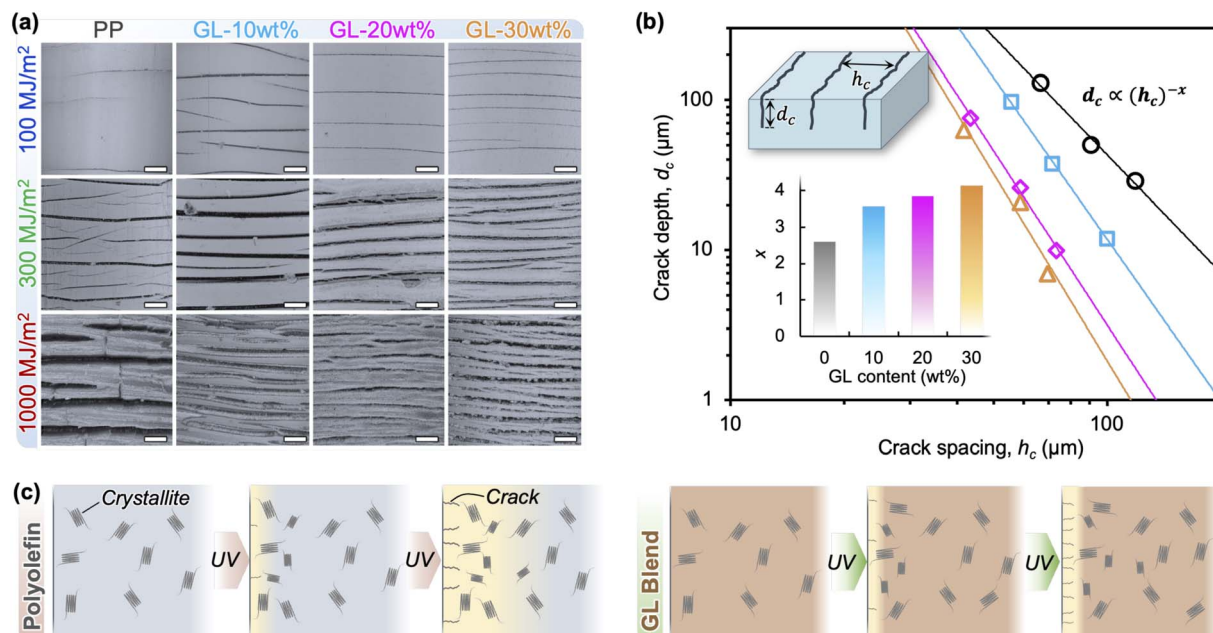 (a)
PP
GL-10wt%
GL-20wt%
GL-30wt%
100 MJ/m²
300 MJ/m²
1000 MJ/m²
(b)
Crack depth, d_c (µm)
100
10
1
10
100
Crack spacing, h_c (µm)
d_c ∝ (h_c)^{-x}
h_c
d_c
x
4
3
2
1
0
0
10
20
30
GL content (wt%)
(c)
Polyolefin
Crystallite
UV
UV
Crack
GL Blend
UV
UV